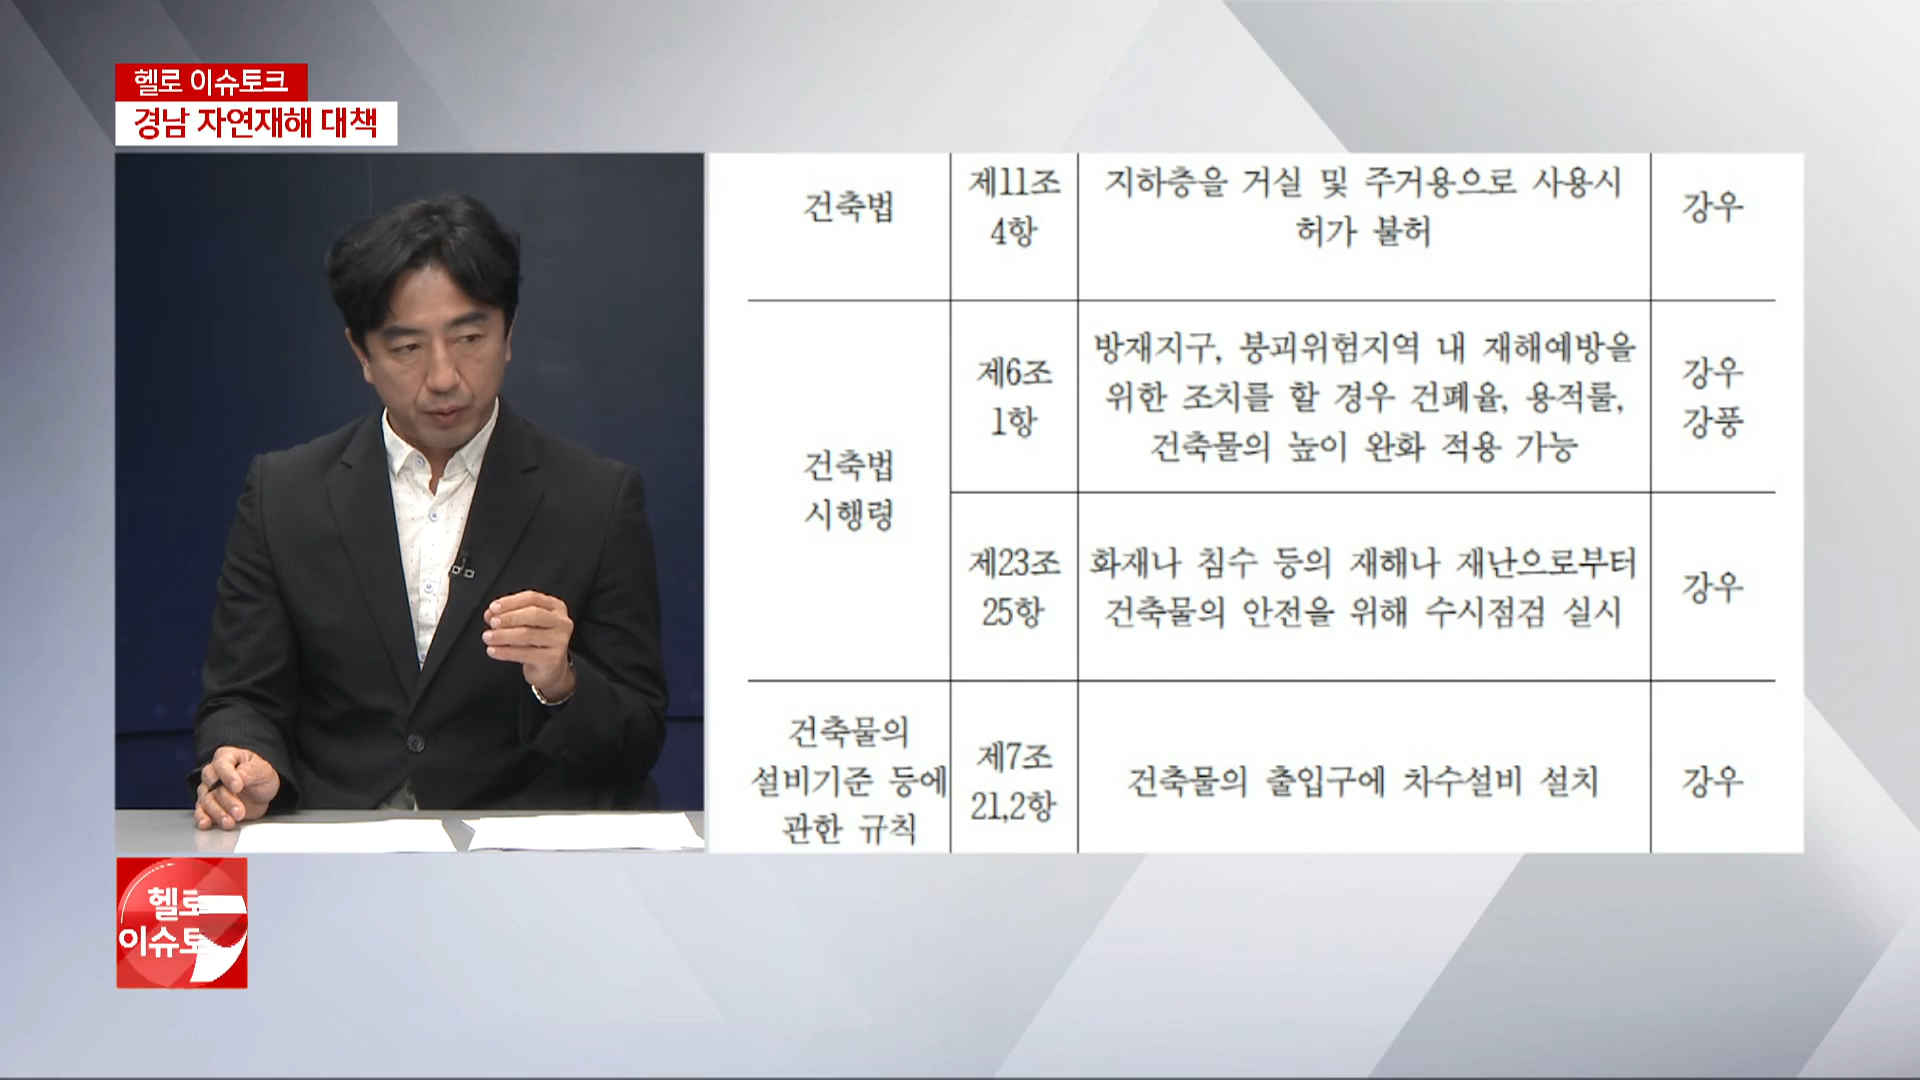 헬로 이슈토크
경남 자연재해 대책
건축법
제11조
4항
지하층을 거실 및 주거용으로 사용시
허가 불허
강우
건축법
시행령
제6조
1항
방재지구, 붕괴위험지역 내 재해예방을
위한 조치를 할 경우 건폐율, 용적률,
건축물의 높이 완화 적용 가능
강우
강풍
제23조
25항
화재나 침수 등의 재해나 재난으로부터
건축물의 안전을 위해 수시점검 실시
강우
건축물의
설비기준 등에
관한 규칙
제7조
21,2항
건축물의 출입구에 차수설비 설치
강우
헬로
이슈토